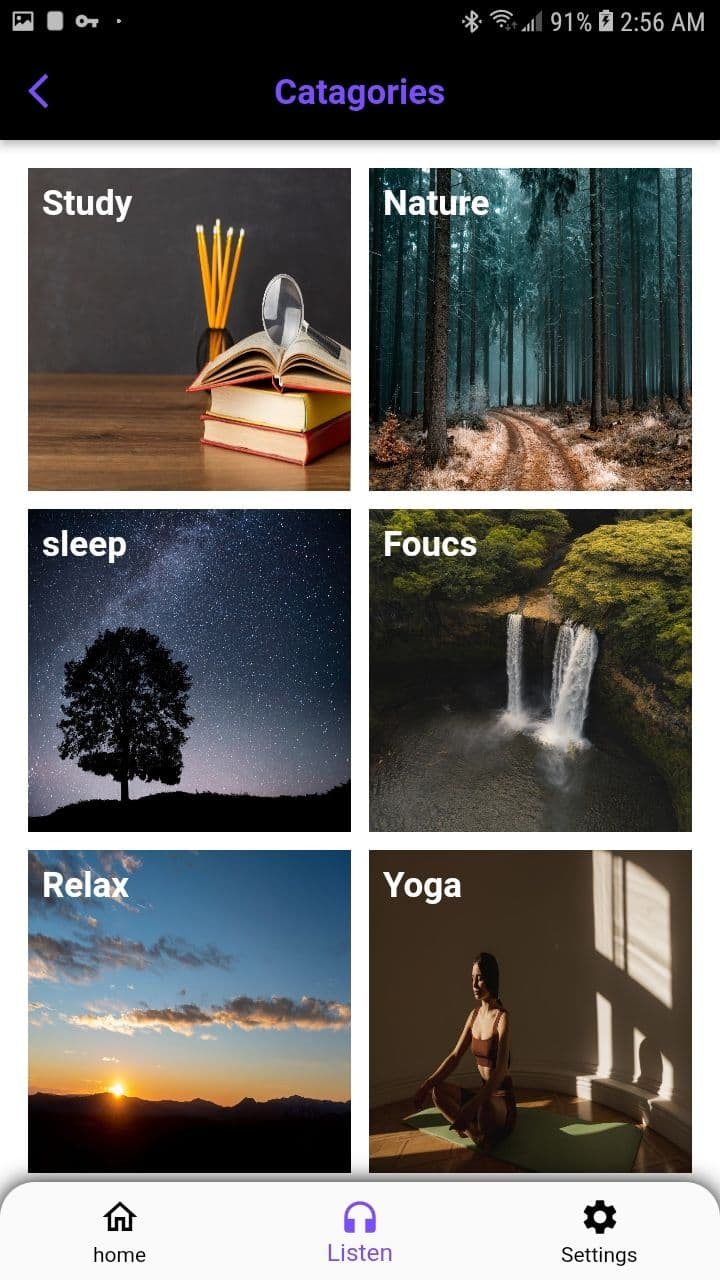 91% 2:56 AM
Catagories
Study
Nature
sleep
Foucs
Relax
Yoga
home
Listen
Settings